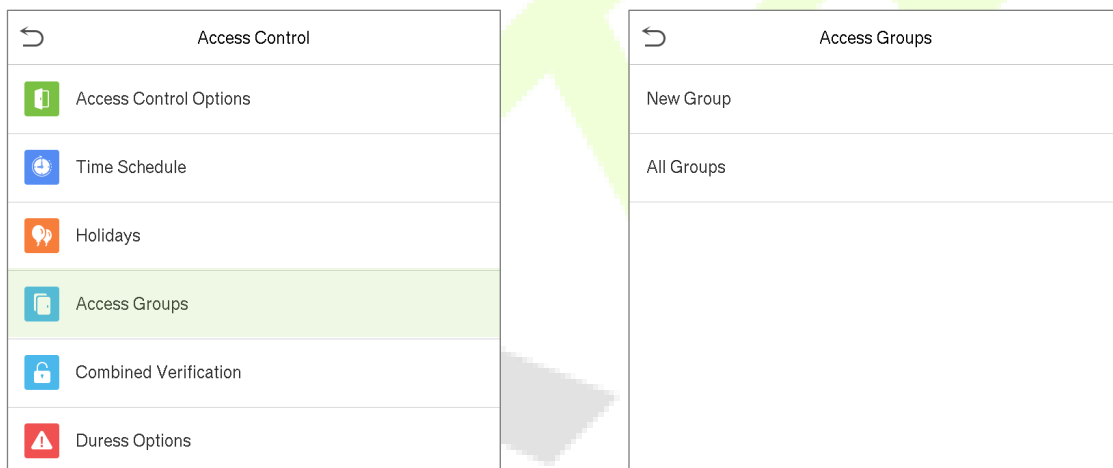 Access Control
Access Control Options
Time Schedule
Holidays
Access Groups
Combined Verification
Duress Options
Access Groups
New Group
All Groups